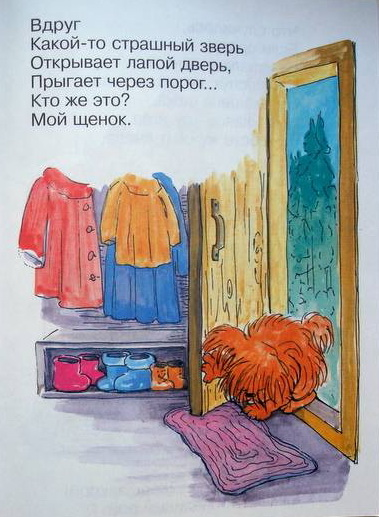 Вдруг
Какой-то страшный зверь
Открывает лапой дверь,
Прыгает через порог...
Кто же это?
Мой щенок.